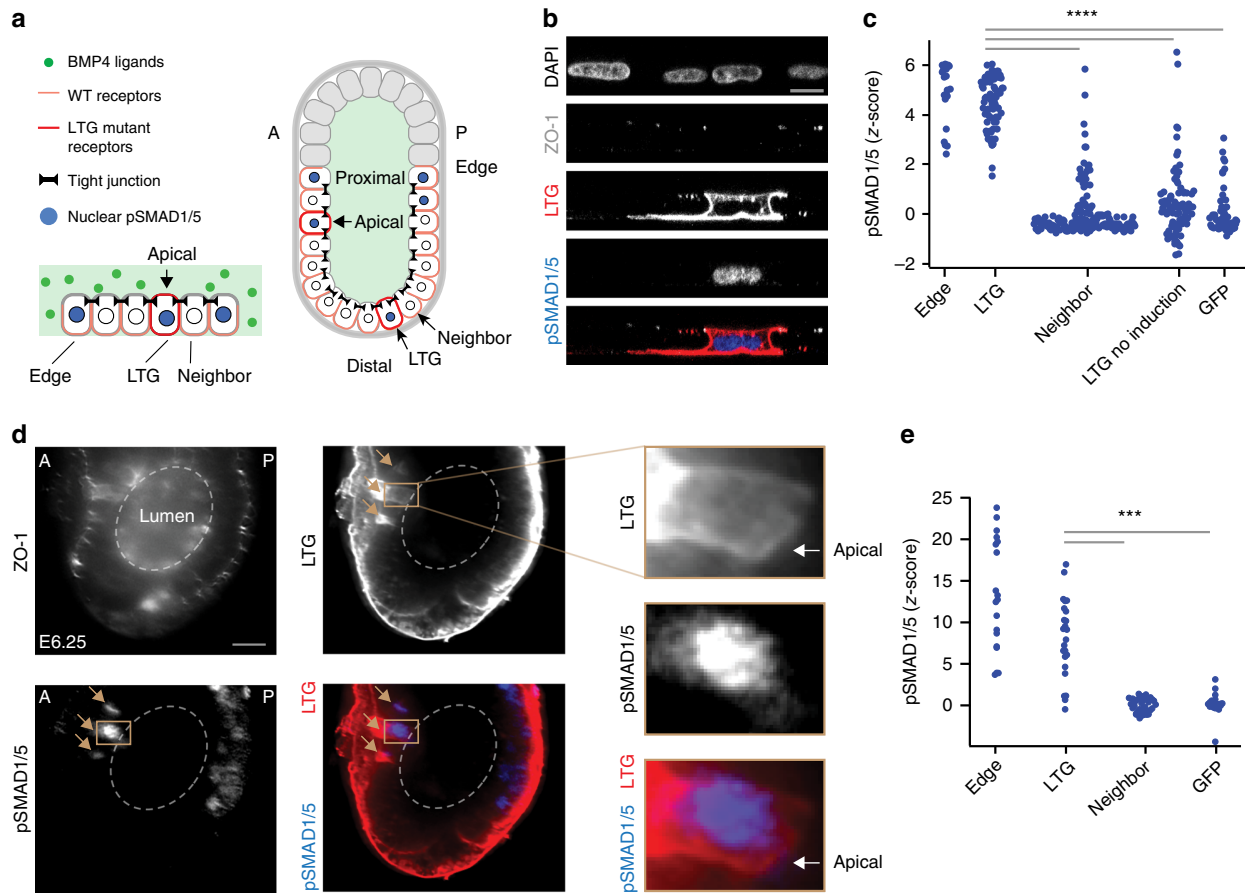 a
BMP4 ligands
WT receptors
LTG mutant
receptors
Tight junction
Nuclear pSMAD1/5
Apical
Edge
LTG
Neighbor
A
P
Edge
Proximal
Apical
Neighbor
LTG
Distal
b
DAPI
ZO-1
LTG
pSMAD1/5
c
****
pSMAD1/5 (z-score)
6
4
2
0
−2
Edge
LTG
Neighbor
LTG no induction
GFP
d
A
P
Lumen
ZO-1
E6.25
LTG
LTG
Apical
A
P
pSMAD1/5
LTG
pSMAD1/5
pSMAD1/5
LTG
pSMAD1/5
Apical
e
***
pSMAD1/5 (z-score)
25
20
15
10
5
0
Edge
LTG
Neighbor
GFP